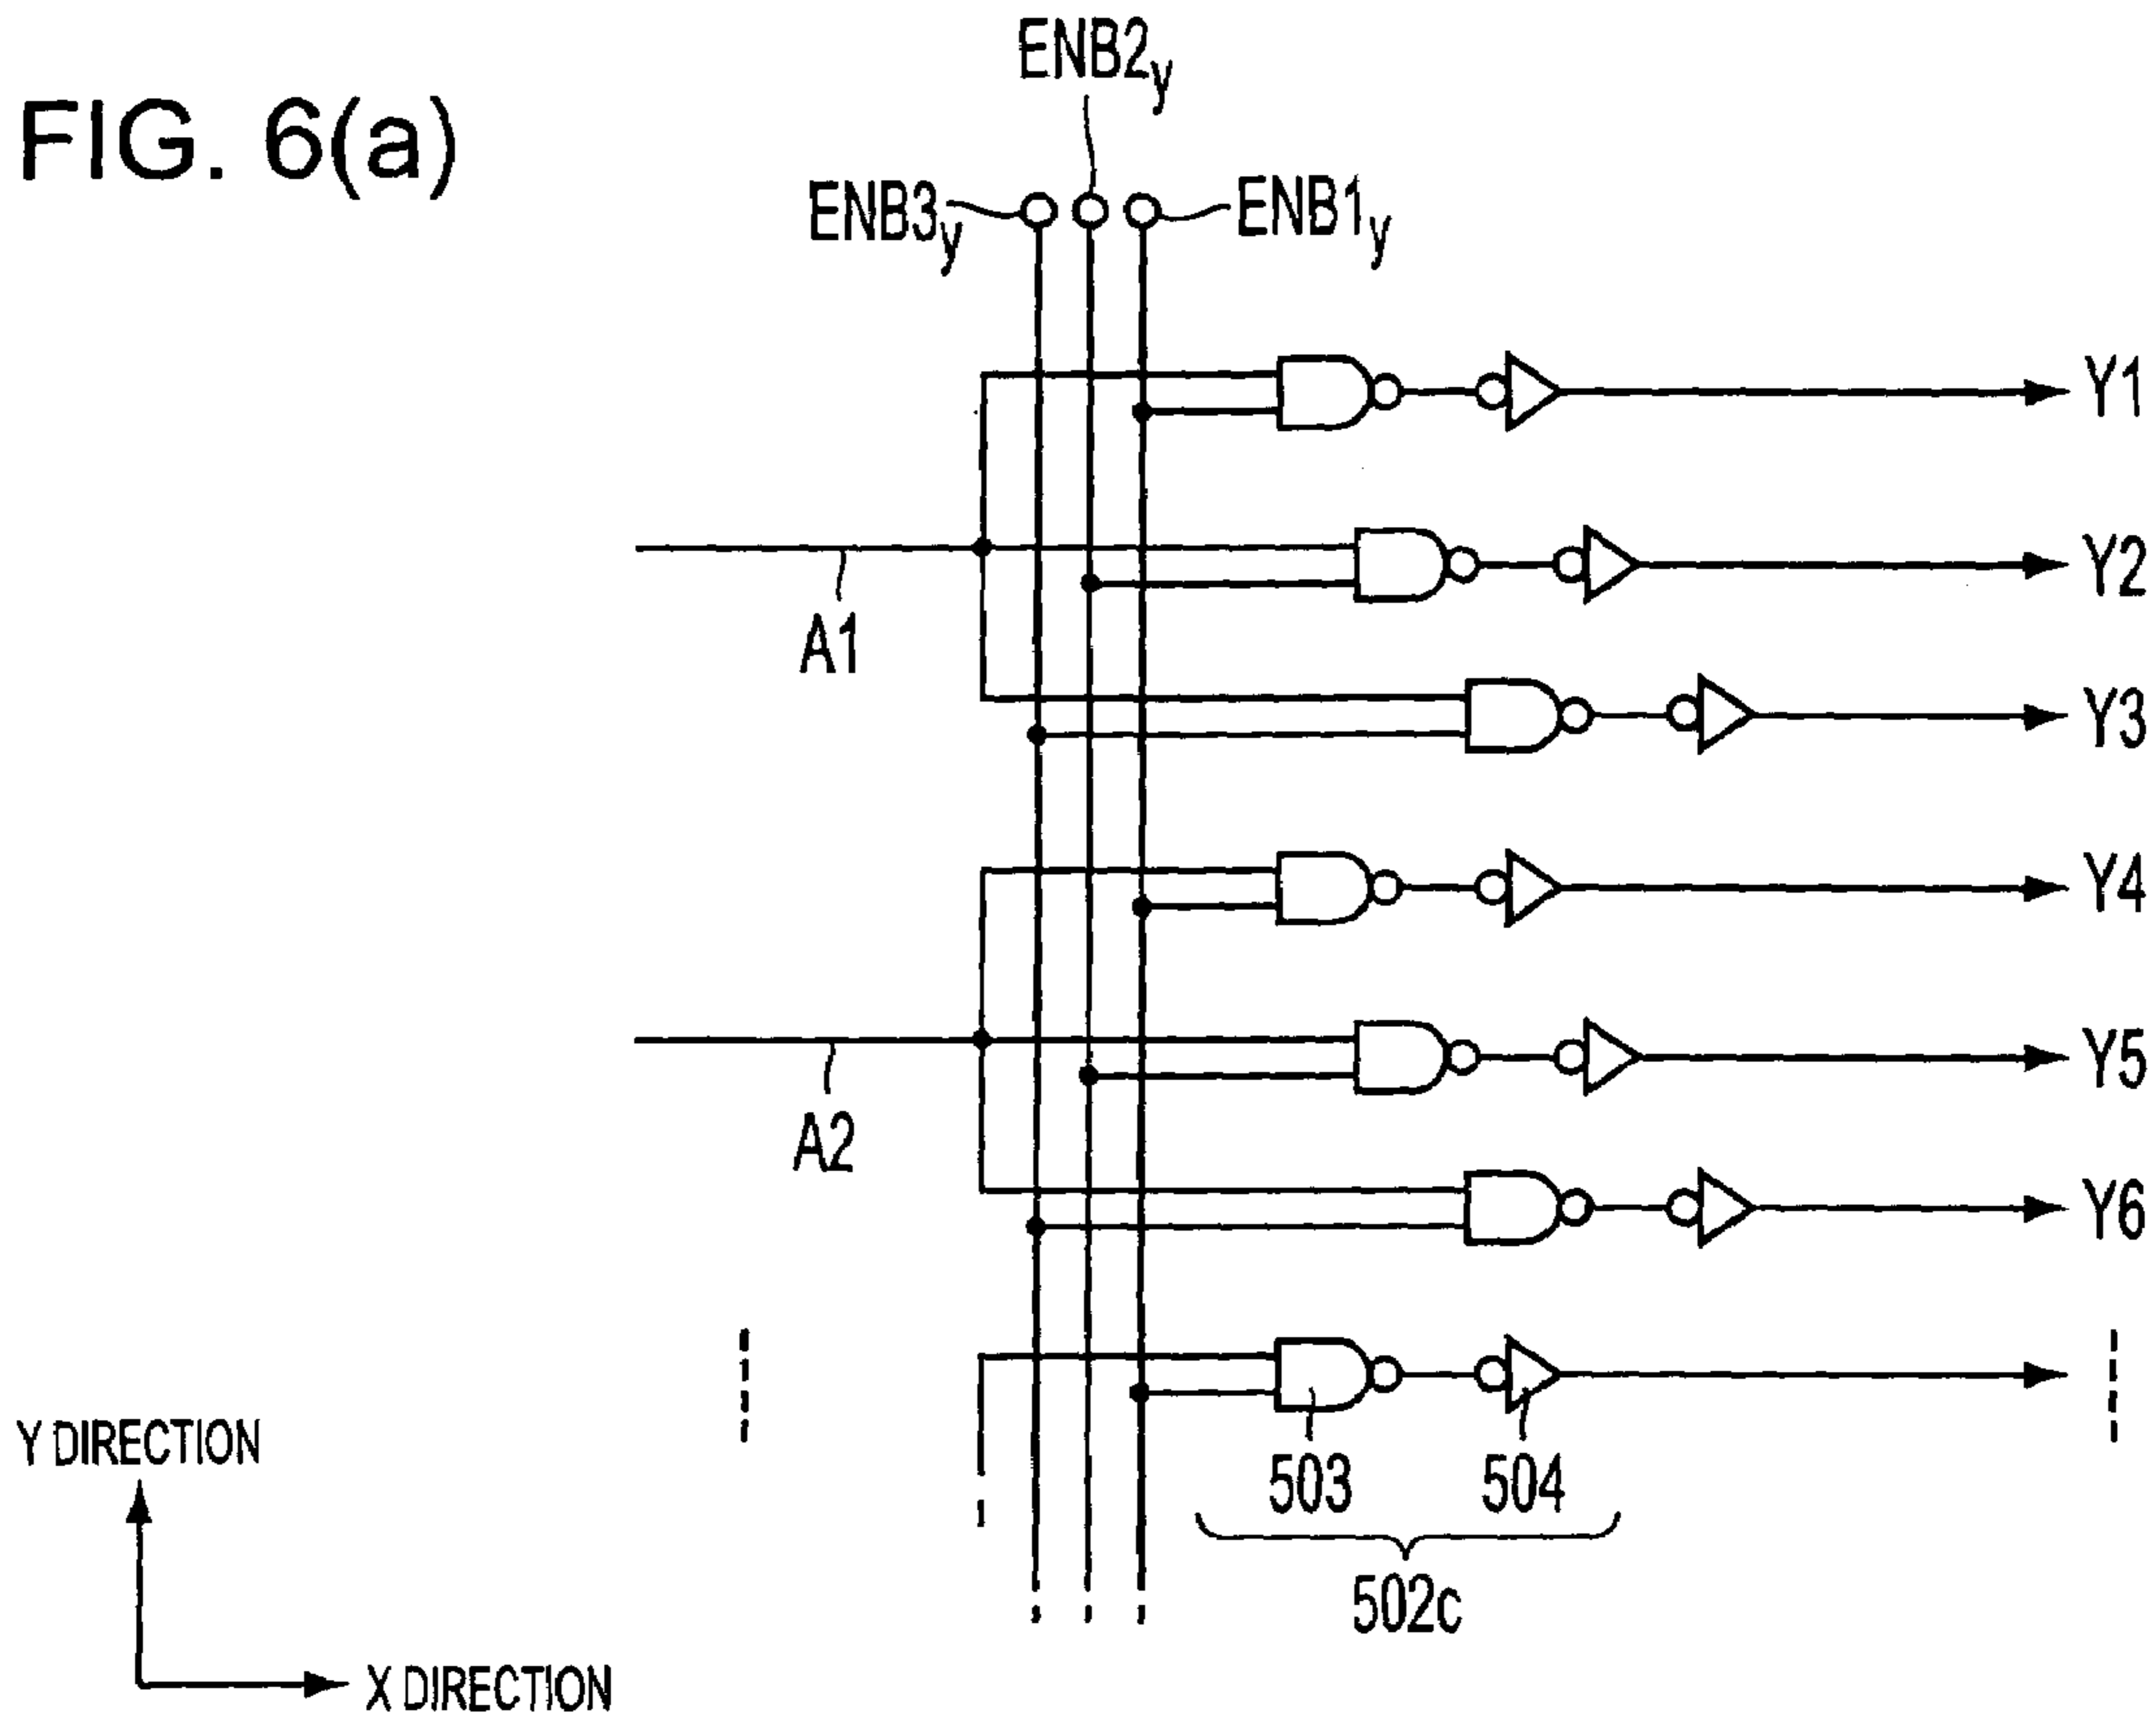 FIG. 6(a)
ENB2y
ENB3y
ENB1y
Y1
Y2
A1
Y3
Y4
Y5
A2
Y6
503
504
502c
Y DIRECTION
X DIRECTION